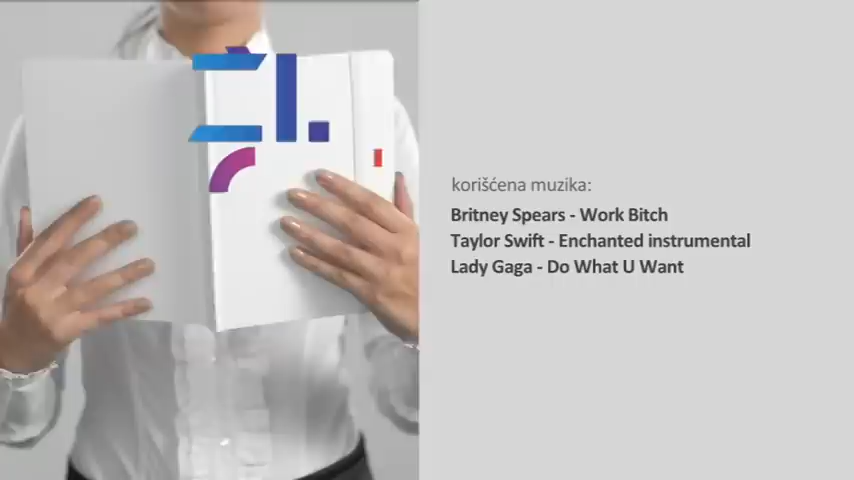 korišćena muzika:
Britney Spears - Work Bitch
Taylor Swift - Enchanted instrumental
Lady Gaga - Do What U Want